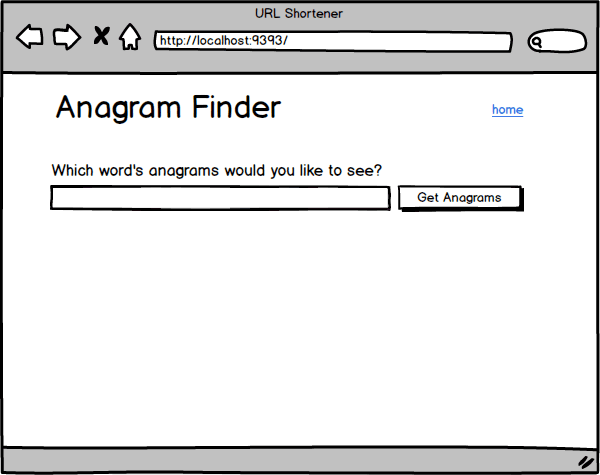 URL Shortener
http://localhost:9393/
Anagram Finder
home
Which word's anagrams would you like to see?
Get Anagrams